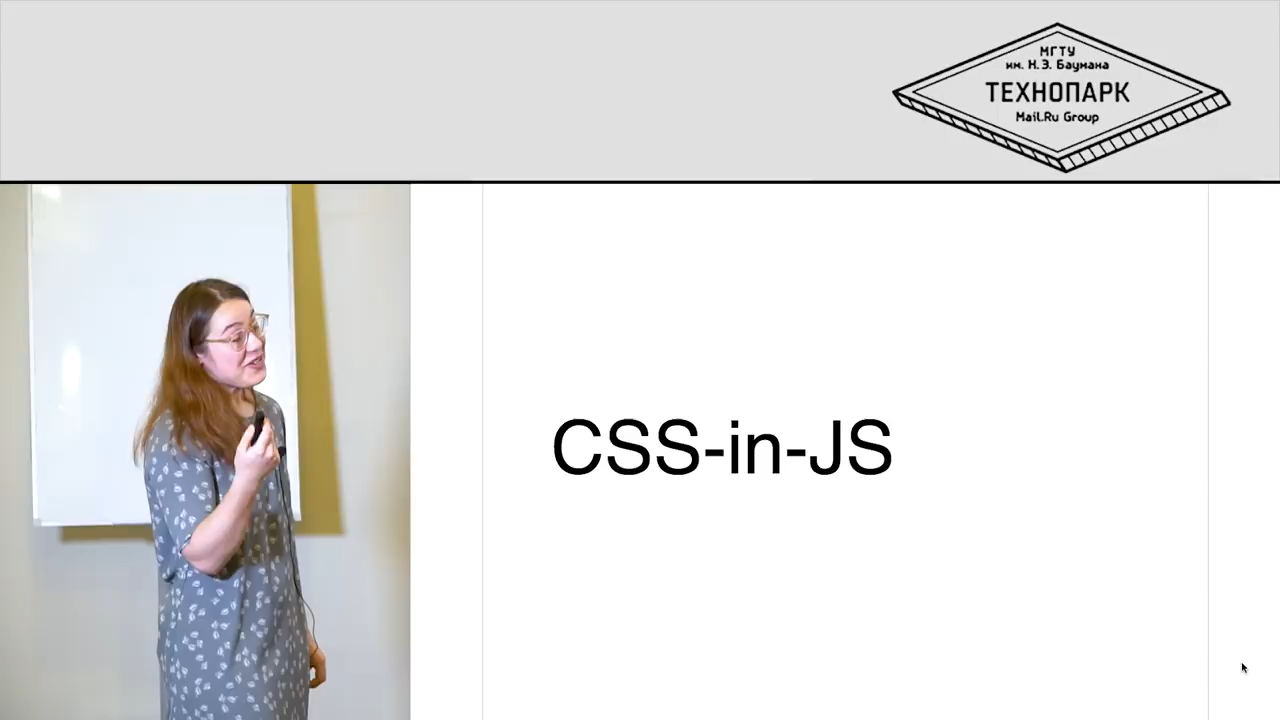 МГТУ
им. Н.Э. Баумана
ТЕХНОПАРК
Mail.Ru Group
CSS-in-JS